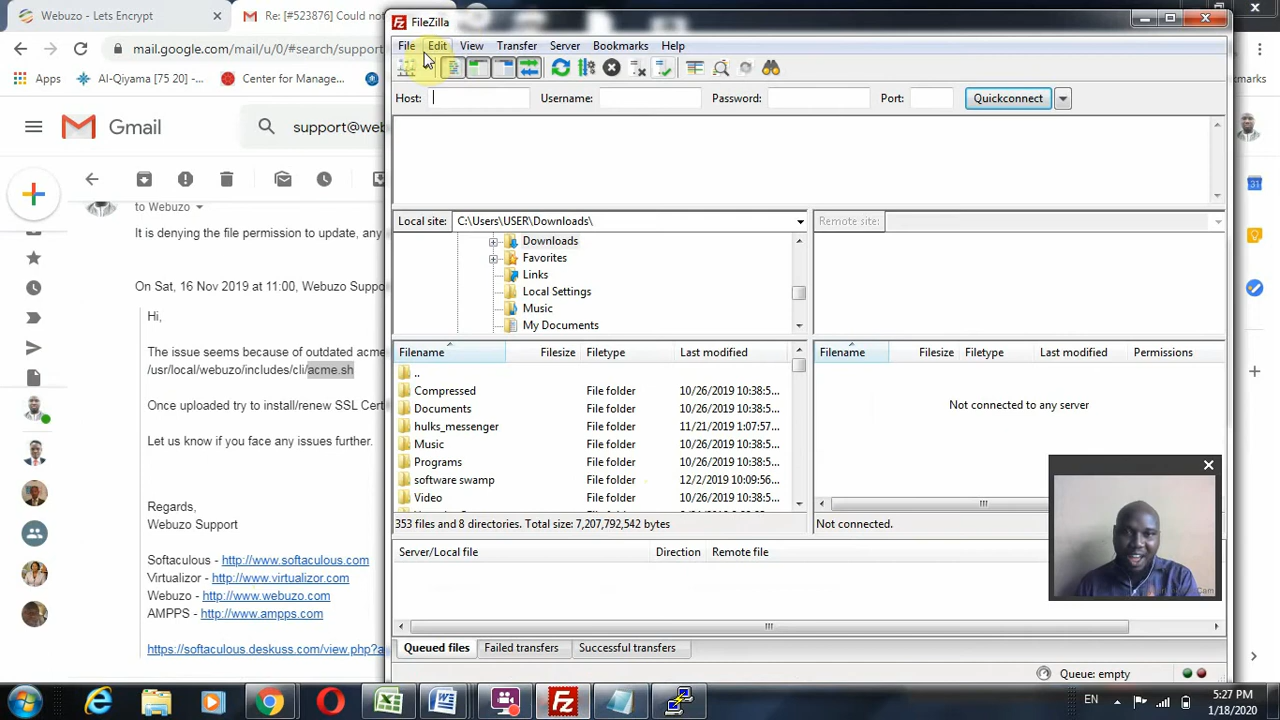 Webuzo - Lets Encrypt
Re: [#523876] Could not
mail.google.com/mail/u/0/#search/support
Apps
Al-Qiyama [75 20] -...
Center for Manage...
Gmail
support@webu
to Webuzo
It is denying the file permission to update, any
On Sat, 16 Nov 2019 at 11:00, Webuzo Support
Hi,
The issue seems because of outdated acme
/usr/local/webuzo/includes/cli/acme.sh
Once uploaded try to install/renew SSL Cert
Let us know if you face any issues further.
Regards,
Webuzo Support
Softaculous - http://www.softaculous.com
Virtualizor - http://www.virtualizor.com
Webuzo - http://www.webuzo.com
AMPPS - http://www.ampps.com
https://softaculous.deskuss.com/view.php?a
FileZilla
File Edit View Transfer Server Bookmarks Help
Host: Username: Password: Port: Quickconnect
Local site: C:\Users\USER\Downloads\
Remote site:
Downloads
Favorites
Links
Local Settings
Music
My Documents
Filename Filesize Filetype Last modified
..
Compressed File folder 10/26/2019 10:38:5...
Documents File folder 10/26/2019 10:38:5...
hulks_messenger File folder 11/21/2019 1:07:57...
Music File folder 10/26/2019 10:38:5...
Programs File folder 10/26/2019 10:38:5...
software swamp File folder 12/2/2019 10:09:56...
Video File folder 10/26/2019 10:38:5...
353 files and 8 directories. Total size: 7,207,792,542 bytes
Filename Filesize Filetype Last modified Permissions
Not connected to any server
Not connected.
Server/Local file Direction Remote file
Queued files Failed transfers Successful transfers
Queue: empty
EN
5:27 PM
1/18/2020